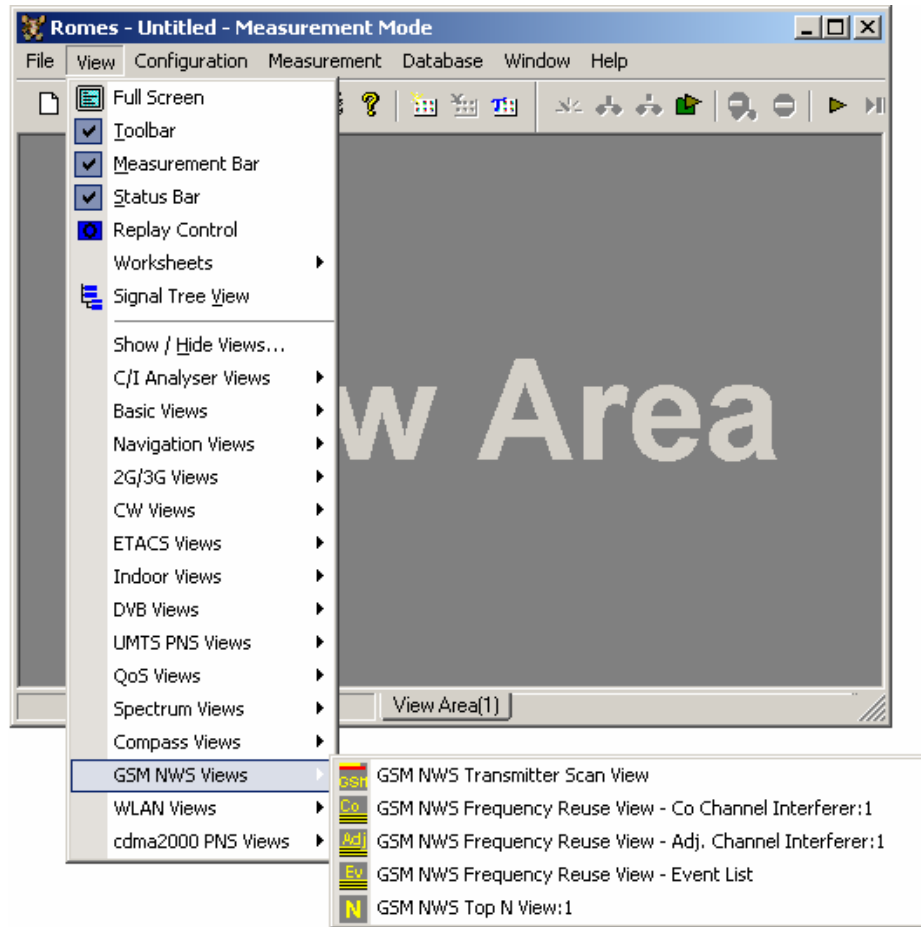 Romes - Untitled - Measurement Mode
File View Configuration Measurement Database Window Help
Full Screen
Toolbar
Measurement Bar
Status Bar
Replay Control
Worksheets
Signal Tree View
Show / Hide Views...
C/I Analyser Views
Basic Views
Navigation Views
2G/3G Views
CW Views
ETACS Views
Indoor Views
DVB Views
UMTS PNS Views
QoS Views
Spectrum Views
Compass Views
GSM NWS Views
WLAN Views
cdma2000 PNS Views
w Area
View Area(1)
GSM GSM NWS Transmitter Scan View
Co GSM NWS Frequency Reuse View - Co Channel Interferer:1
Adj GSM NWS Frequency Reuse View - Adj. Channel Interferer:1
Ev GSM NWS Frequency Reuse View - Event List
N GSM NWS Top N View:1